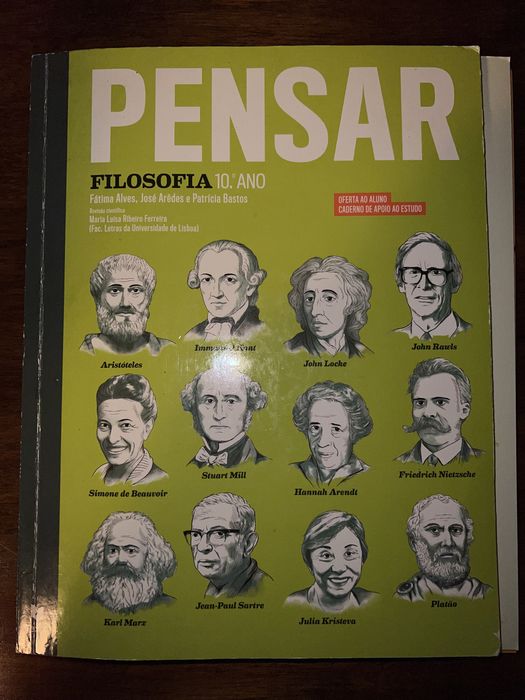 PENSAR
FILOSOFIA 10.º ANO
Fátima Alves, José Arêdes e Patrícia Bastos
Revisão científica
Maria Luísa Ribeiro Ferreira
(Fac. Letras da Universidade de Lisboa)
OFERTA AO ALUNO
CADERNO DE APOIO AO ESTUDO
Aristóteles
Immanuel Kant
John Locke
John Rawls
Simone de Beauvoir
Stuart Mill
Hannah Arendt
Friedrich Nietzsche
Karl Marx
Jean-Paul Sartre
Julia Kristeva
Platão